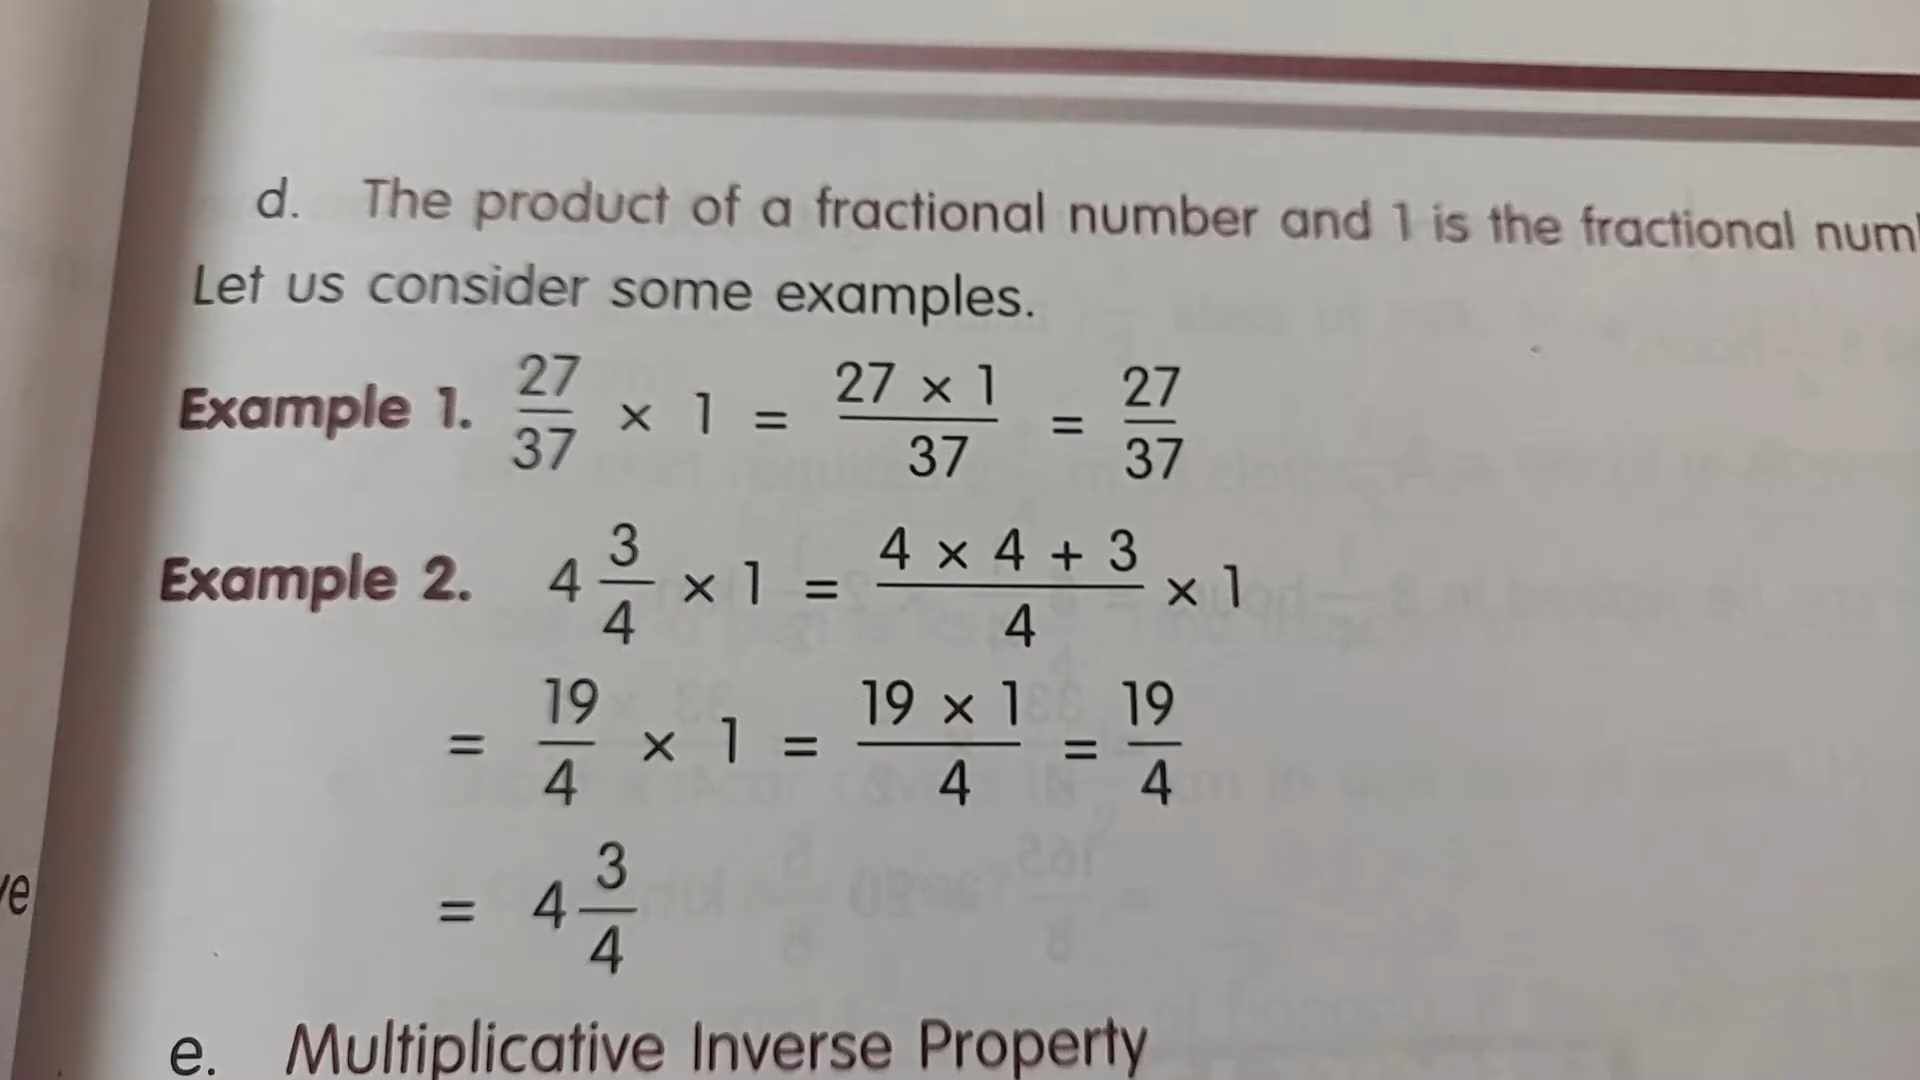 d. The product of a fractional number and 1 is the fractional
Let us consider some examples.
Example 1. 27/37 × 1 = 27 × 1/37 = 27/37
Example 2. 4 3/4 × 1 = 4 × 4 + 3/4 × 1
= 19/4 × 1 = 19 × 1/4 = 19/4
= 4 3/4
e. Multiplicative Inverse Property